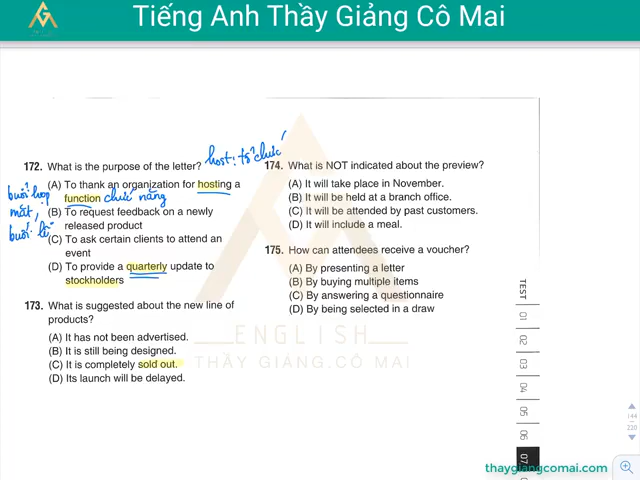 Tiếng Anh Thầy Giảng Cô Mai
172. What is the purpose of the letter? host: tổ chức
(A) To thank an organization for hosting a
function chức năng
buổi họp
mắt,
buổi lễ
(B) To request feedback on a newly
released product
(C) To ask certain clients to attend an
event
(D) To provide a quarterly update to
stockholders
173. What is suggested about the new line of
products?
(A) It has not been advertised.
(B) It is still being designed.
(C) It is completely sold out.
(D) Its launch will be delayed.
174. What is NOT indicated about the preview?
(A) It will take place in November.
(B) It will be held at a branch office.
(C) It will be attended by past customers.
(D) It will include a meal.
175. How can attendees receive a voucher?
(A) By presenting a letter
(B) By buying multiple items
(C) By answering a questionnaire
(D) By being selected in a draw
ENGLISH
THẦY GIẢNG.CÔ MAI
TEST
01
02
03
04
05
06
07
144
220
thaygiangcomai.com